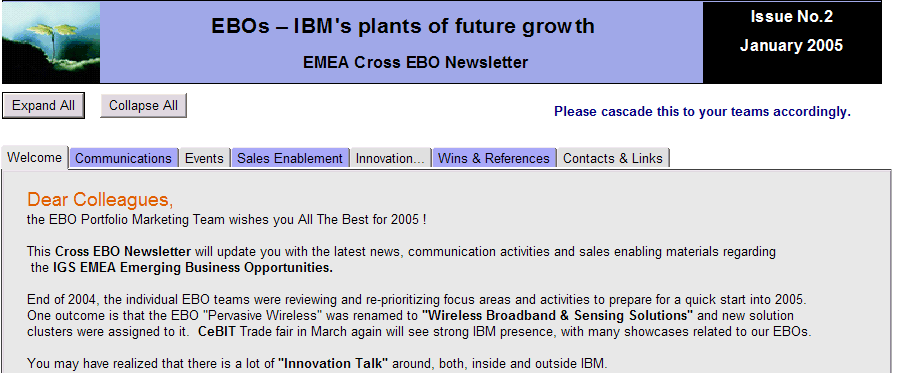 EBOs – IBM's plants of future growth
EMEA Cross EBO Newsletter
Issue No.2
January 2005
Expand All
Collapse All
Please cascade this to your teams accordingly.
Welcome
Communications
Events
Sales Enablement
Innovation...
Wins & References
Contacts & Links
Dear Colleagues,
the EBO Portfolio Marketing Team wishes you All The Best for 2005 !
This Cross EBO Newsletter will update you with the latest news, communication activities and sales enabling materials regarding
the IGS EMEA Emerging Business Opportunities.
End of 2004, the individual EBO teams were reviewing and re-prioritizing focus areas and activities to prepare for a quick start into 2005.
One outcome is that the EBO "Pervasive Wireless" was renamed to "Wireless Broadband & Sensing Solutions" and new solution
clusters were assigned to it. CeBIT Trade fair in March again will see strong IBM presence, with many showcases related to our EBOs.
You may have realized that there is a lot of "Innovation Talk" around, both, inside and outside IBM.